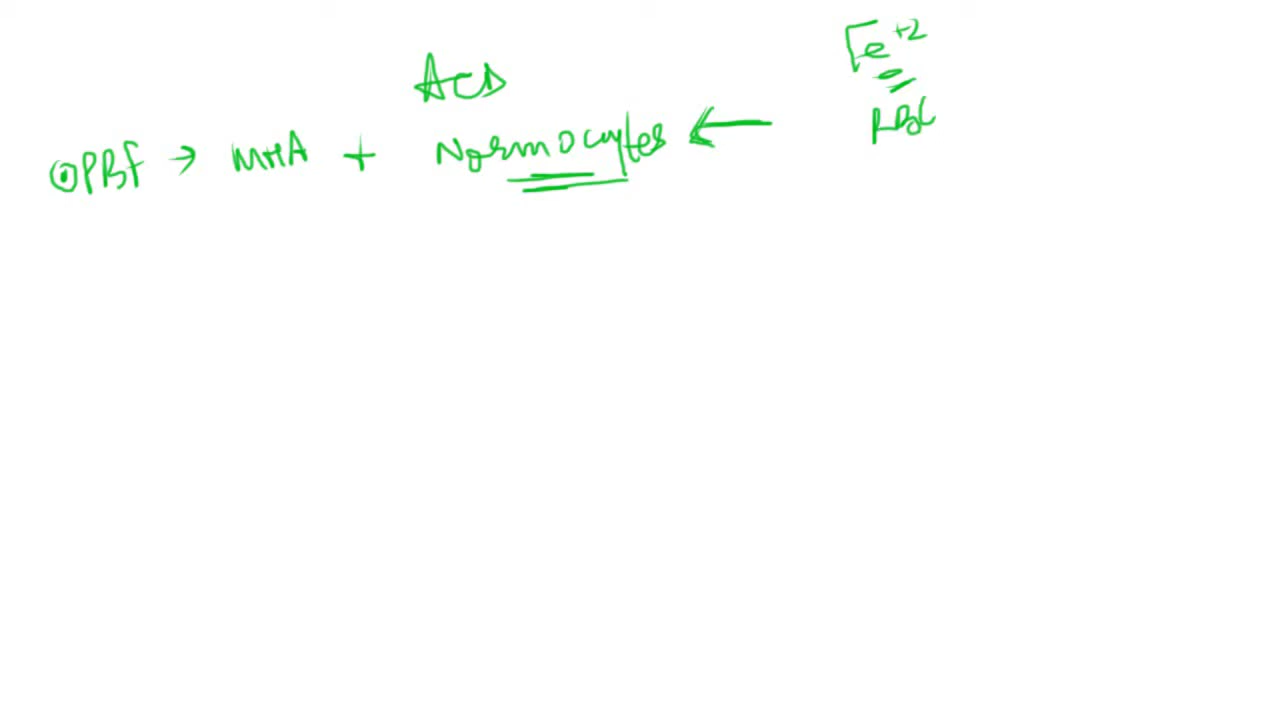 Fe+2
ACD
RBC
⊙PBF → MHA + Normocytes ←